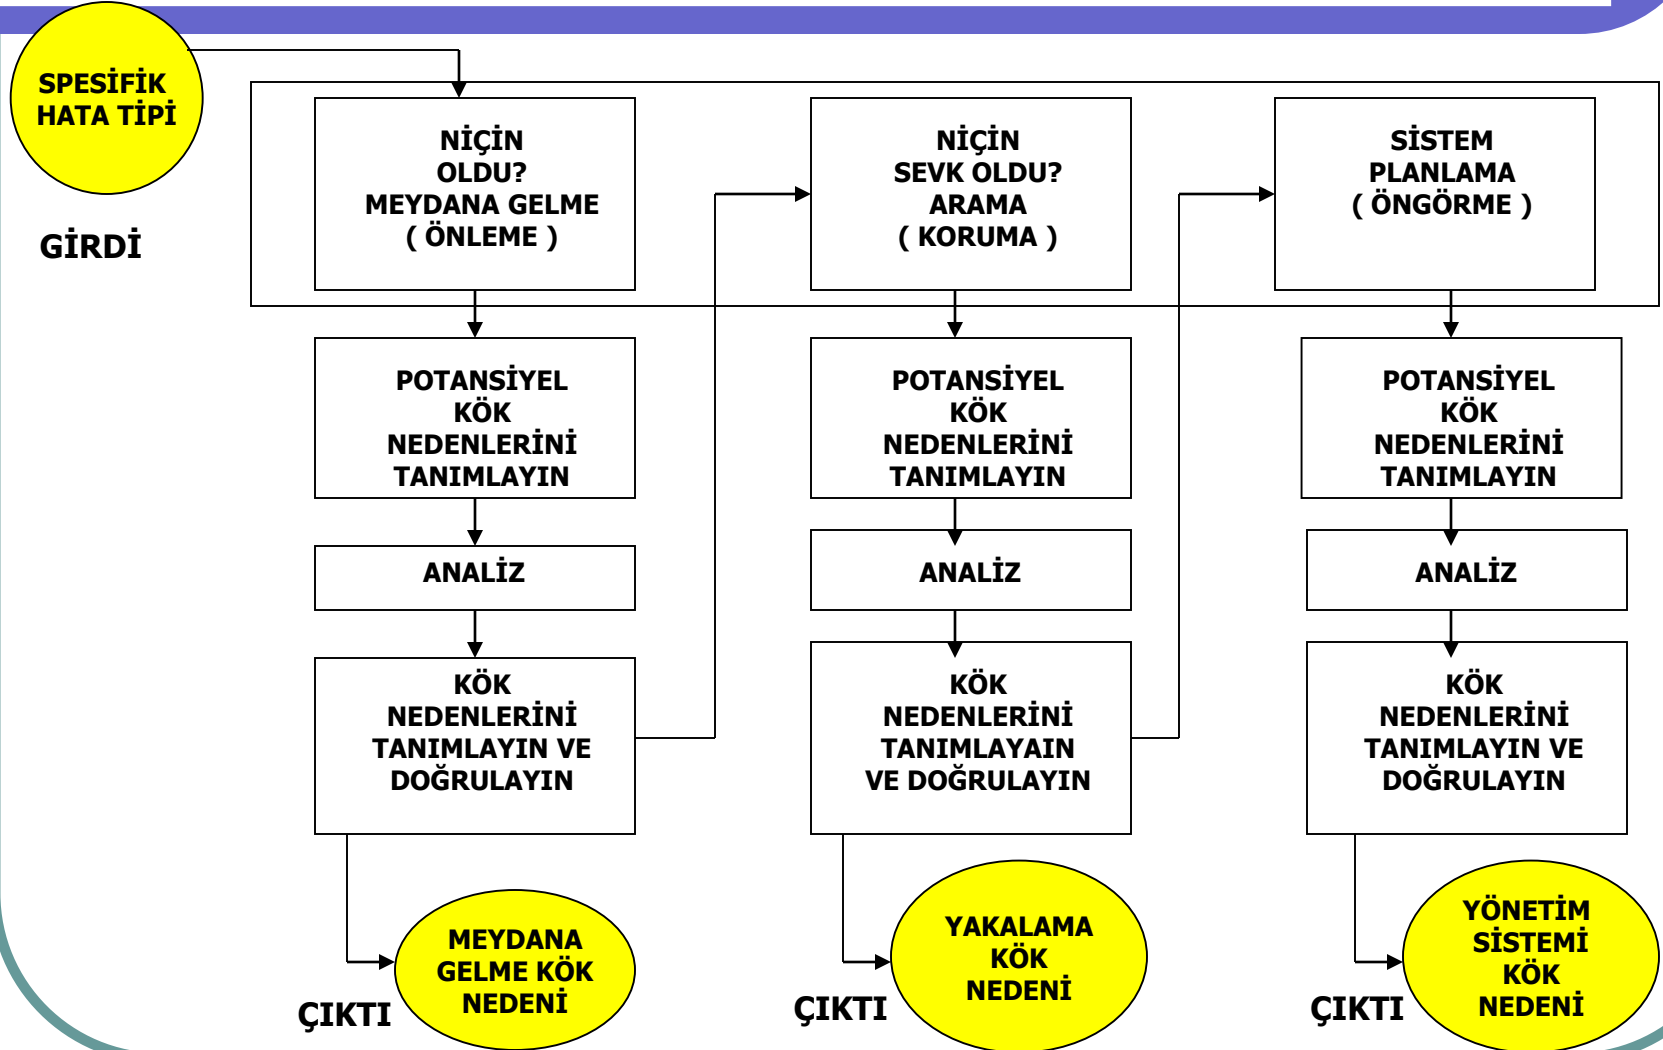 SPESİFİK
HATA TİPİ
GİRDİ
NİÇİN
OLDU?
MEYDANA GELME
( ÖNLEME )
NİÇİN
SEVK OLDU?
ARAMA
( KORUMA )
SİSTEM
PLANLAMA
( ÖNGÖRME )
POTANSİYEL
KÖK
NEDENLERİNİ
TANIMLAYIN
POTANSİYEL
KÖK
NEDENLERİNİ
TANIMLAYIN
POTANSİYEL
KÖK
NEDENLERİNİ
TANIMLAYIN
ANALİZ
ANALİZ
ANALİZ
KÖK
NEDENLERİNİ
TANIMLAYIN VE
DOĞRULAYIN
KÖK
NEDENLERİNİ
TANIMLAYAIN
VE DOĞRULAYIN
KÖK
NEDENLERİNİ
TANIMLAYIN VE
DOĞRULAYIN
ÇIKTI
MEYDANA
GELME KÖK
NEDENİ
ÇIKTI
YAKALAMA
KÖK
NEDENİ
ÇIKTI
YÖNETİM
SİSTEMİ
KÖK
NEDENİ